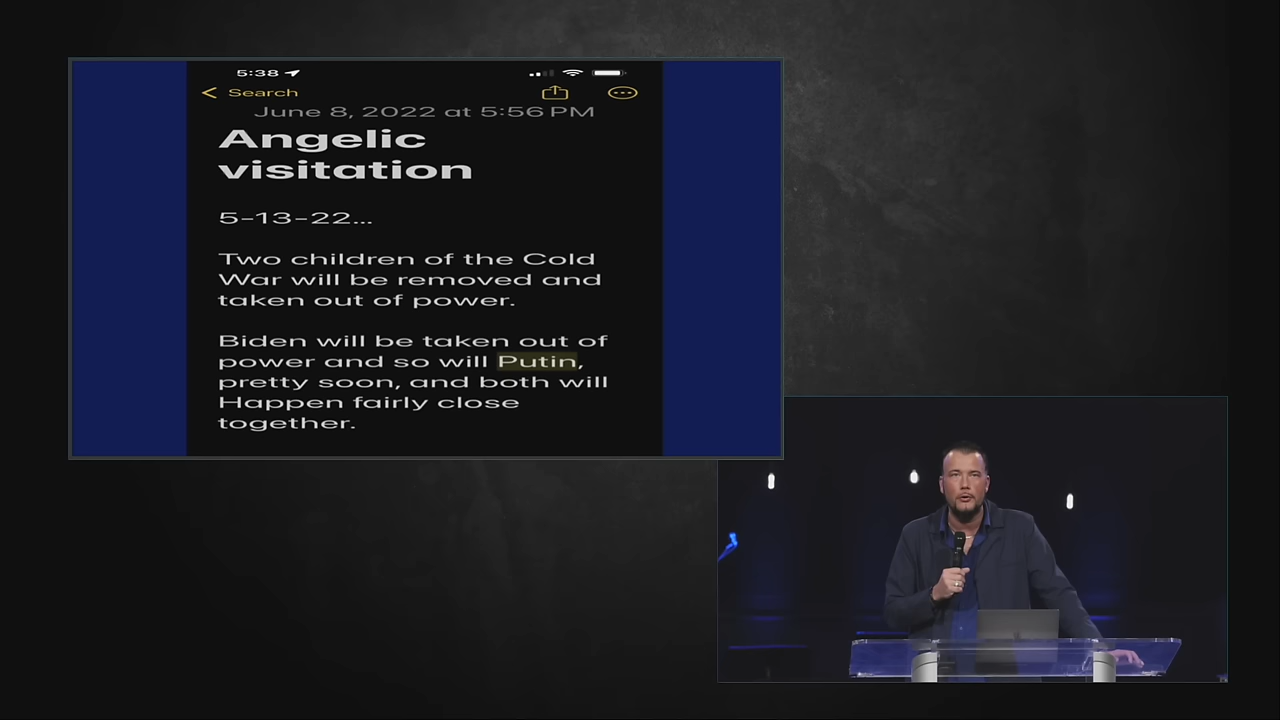 5:38
< Search
June 8, 2022 at 5:56 PM
Angelic
visitation
5-13-22...
Two children of the Cold
War will be removed and
taken out of power.
Biden will be taken out of
power and so will Putin,
pretty soon, and both will
Happen fairly close
together.